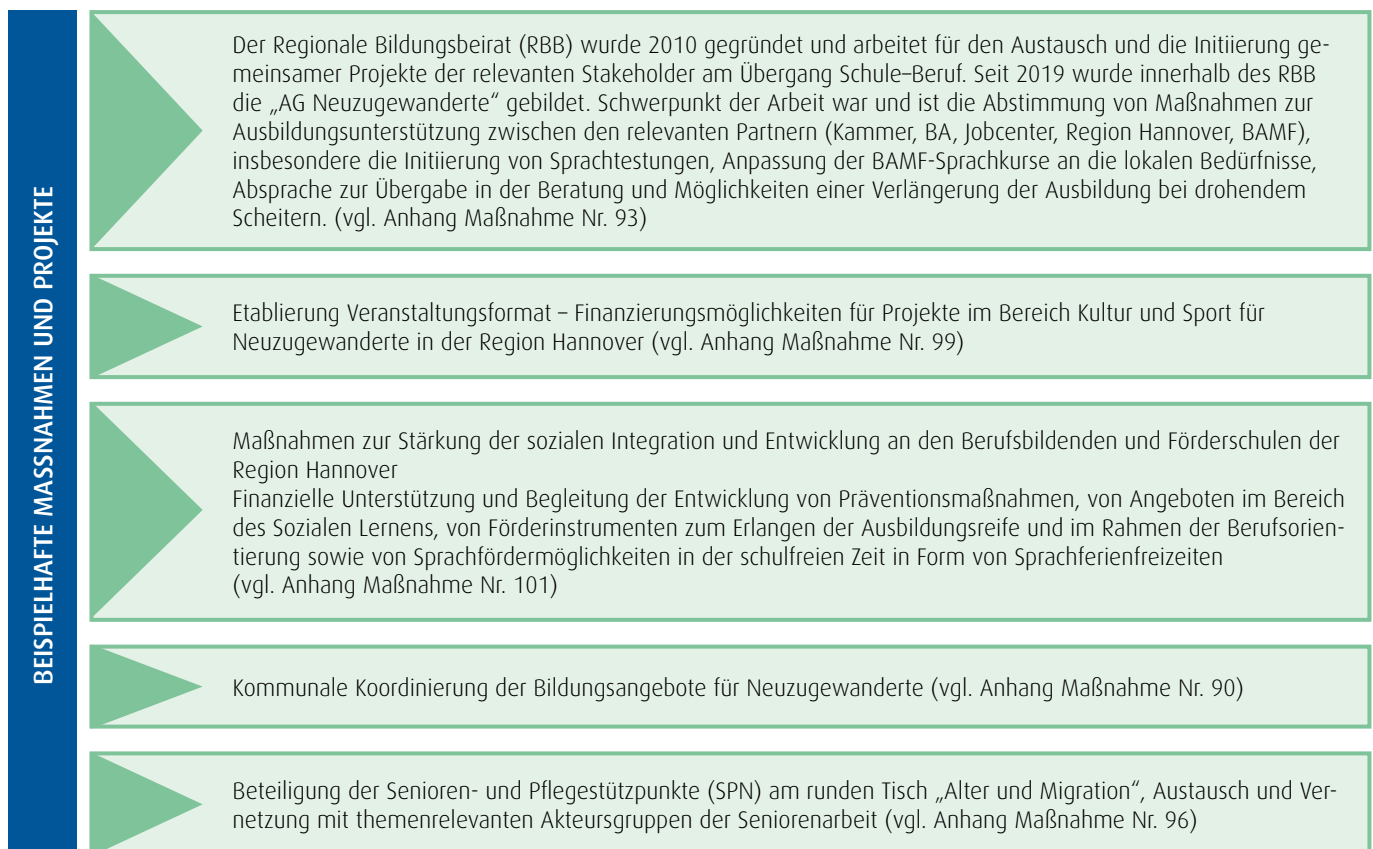 BEISPIELHAFTE MASSNAHMEN UND PROJEKTE
Der Regionale Bildungsbeirat (RBB) wurde 2010 gegründet und arbeitet für den Austausch und die Initiierung ge-
meinsamer Projekte der relevanten Stakeholder am Übergang Schule–Beruf. Seit 2019 wurde innerhalb des RBB
die „AG Neuzugewanderte“ gebildet. Schwerpunkt der Arbeit war und ist die Abstimmung von Maßnahmen zur
Ausbildungsunterstützung zwischen den relevanten Partnern (Kammer, BA, Jobcenter, Region Hannover, BAMF),
insbesondere die Initiierung von Sprachtestungen, Anpassung der BAMF-Sprachkurse an die lokalen Bedürfnisse,
Absprache zur Übergabe in der Beratung und Möglichkeiten einer Verlängerung der Ausbildung bei drohendem
Scheitern. (vgl. Anhang Maßnahme Nr. 93)
Etablierung Veranstaltungsformat – Finanzierungsmöglichkeiten für Projekte im Bereich Kultur und Sport für
Neuzugewanderte in der Region Hannover (vgl. Anhang Maßnahme Nr. 99)
Maßnahmen zur Stärkung der sozialen Integration und Entwicklung an den Berufsbildenden und Förderschulen der
Region Hannover
Finanzielle Unterstützung und Begleitung der Entwicklung von Präventionsmaßnahmen, von Angeboten im Bereich
des Sozialen Lernens, von Förderinstrumenten zum Erlangen der Ausbildungsreife und im Rahmen der Berufsorien-
tierung sowie von Sprachfördermöglichkeiten in der schulfreien Zeit in Form von Sprachferienfreizeiten
(vgl. Anhang Maßnahme Nr. 101)
Kommunale Koordinierung der Bildungsangebote für Neuzugewanderte (vgl. Anhang Maßnahme Nr. 90)
Beteiligung der Senioren- und Pflegestützpunkte (SPN) am runden Tisch „Alter und Migration“, Austausch und Ver-
netzung mit themenrelevanten Akteursgruppen der Seniorenarbeit (vgl. Anhang Maßnahme Nr. 96)